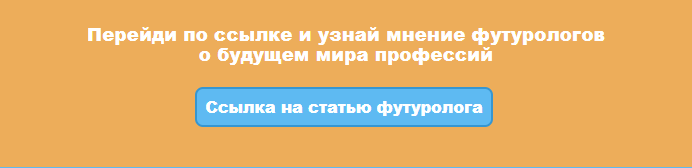 Перейди по ссылке и узнай мнение футурологов
о будущем мира профессий
Ссылка на статью футуролога